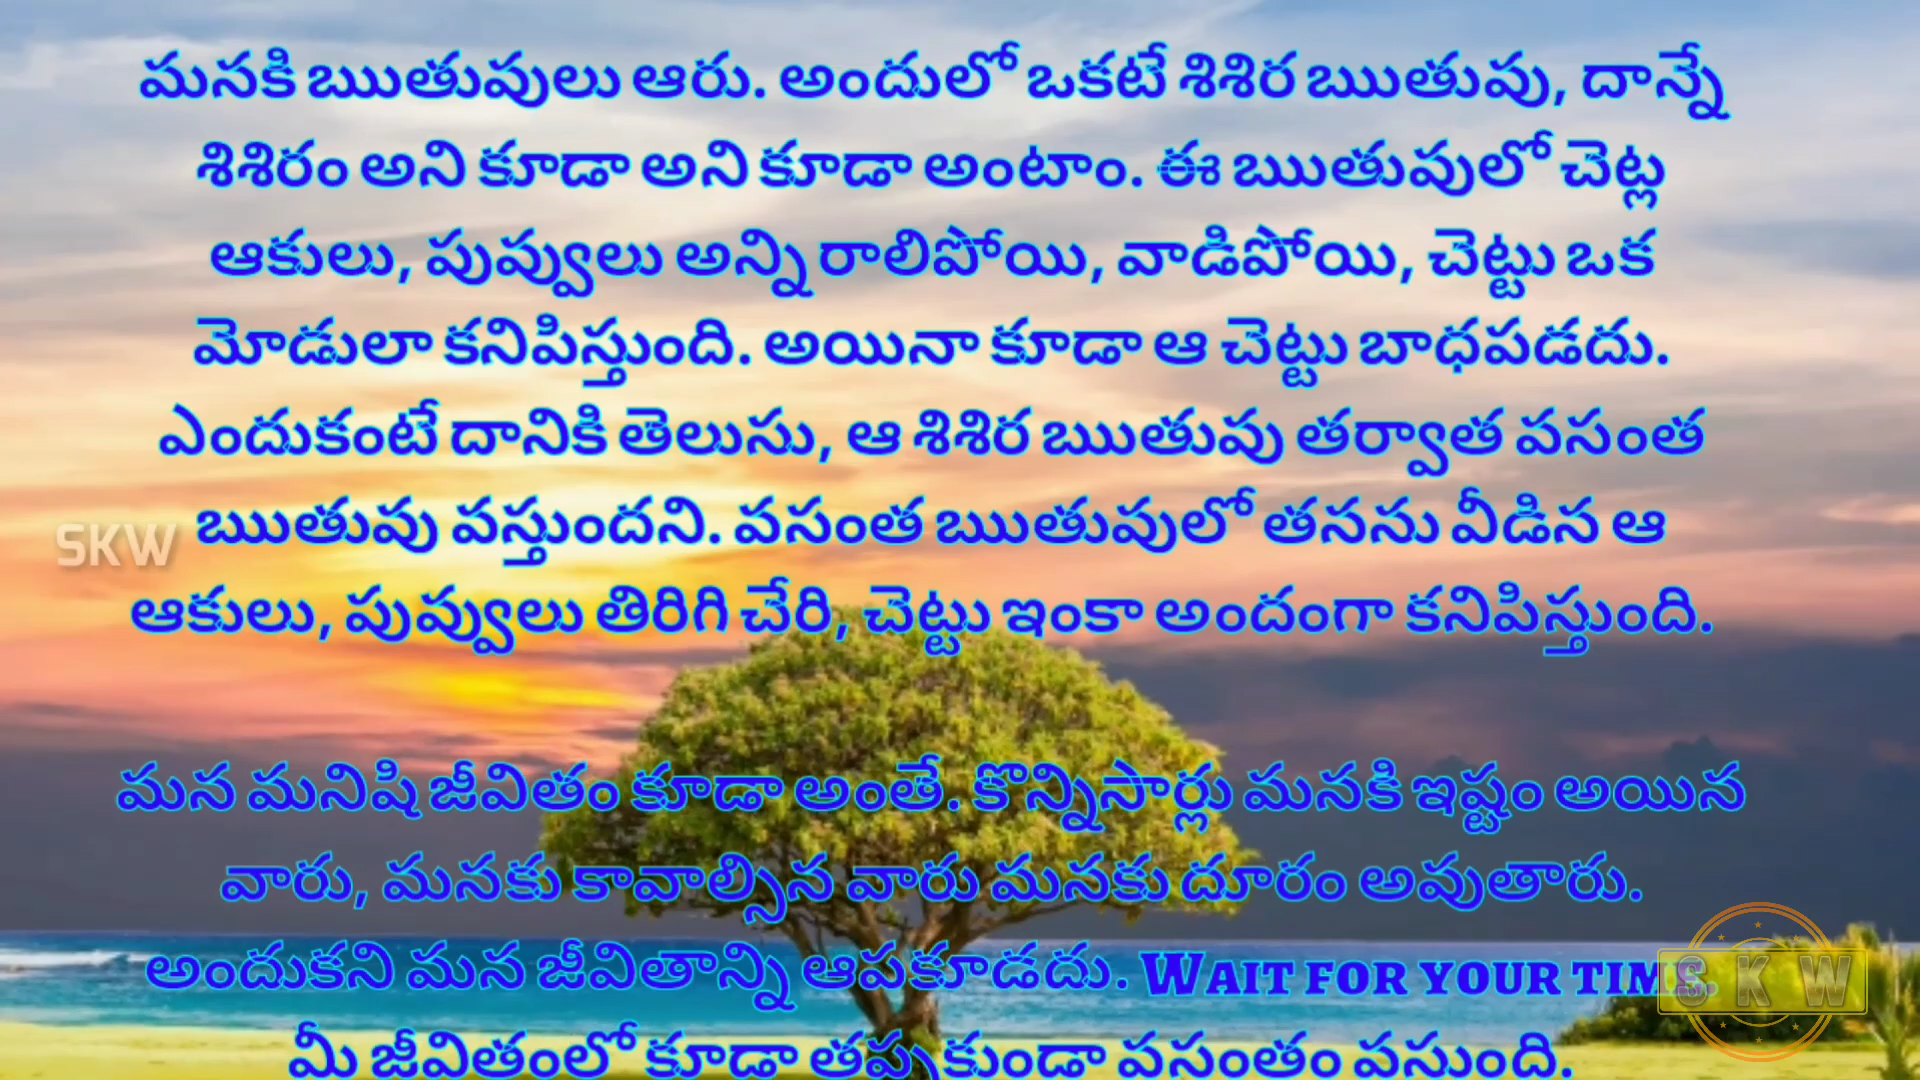 మనకి ఋతువులు ఆరు. అందులో ఒకటే శిశిర ఋతువు, దాన్నే
శిశిరం అని కూడా అని కూడా అంటాం. ఈ ఋతువులో చెట్ల
ఆకులు, పువ్వులు అన్ని రాలిపోయి, వాడిపోయి, చెట్టు ఒక
మోడులా కనిపిస్తుంది. అయినా కూడా ఆ చెట్టు బాధపడదు.
ఎందుకంటే దానికి తెలుసు, ఆ శిశిర ఋతువు తర్వాత వసంత
ఋతువు వస్తుందని. వసంత ఋతువులో తనను వీడిన ఆ
ఆకులు, పువ్వులు తిరిగి చేరి, చెట్టు ఇంకా అందంగా కనిపిస్తుంది.
మన మనిషి జీవితం కూడా అంతే. కొన్నిసార్లు మనకి ఇష్టం అయిన
వారు, మనకు కావాల్సిన వారు మనకు దూరం అవుతారు.
అందుకని మన జీవితాన్ని ఆపకూడదు. WAIT FOR YOUR TIME.
మీ జీవితంలో కూడా తప్పకుండా వసంతం వస్తుంది.
SKW
SKW